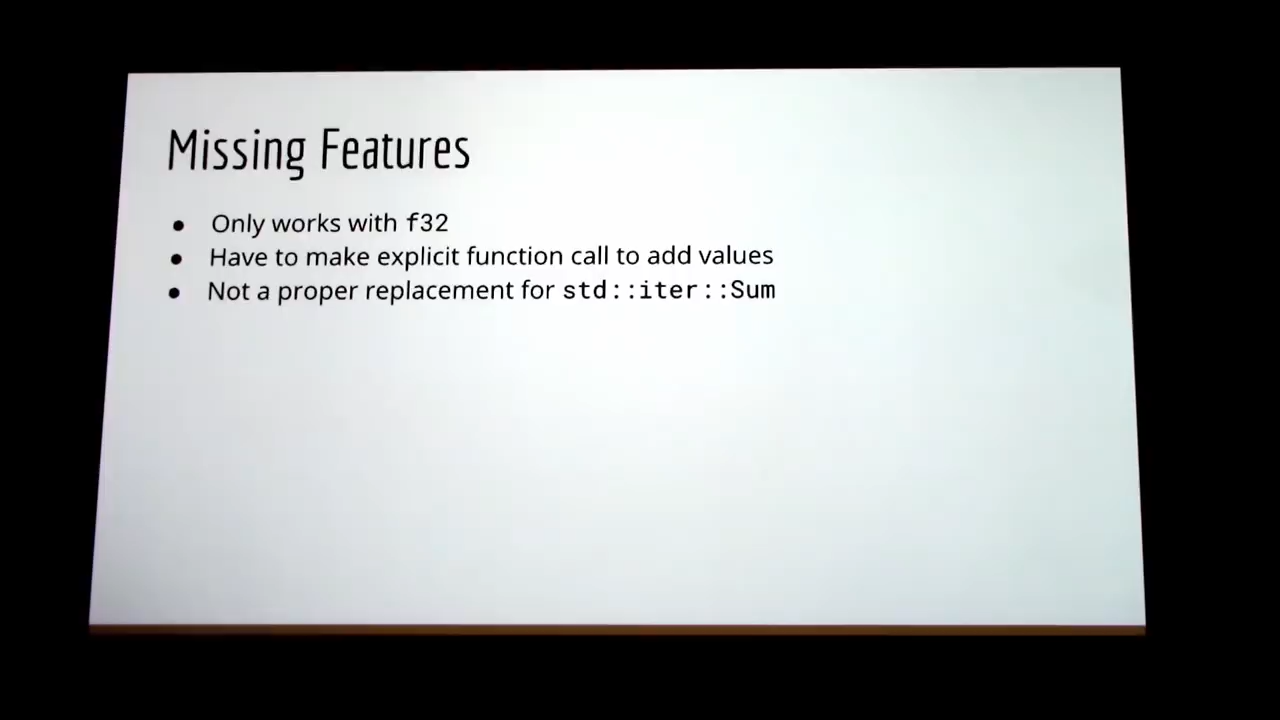 Missing Features
● Only works with f32
● Have to make explicit function call to add values
● Not a proper replacement for std::iter::Sum